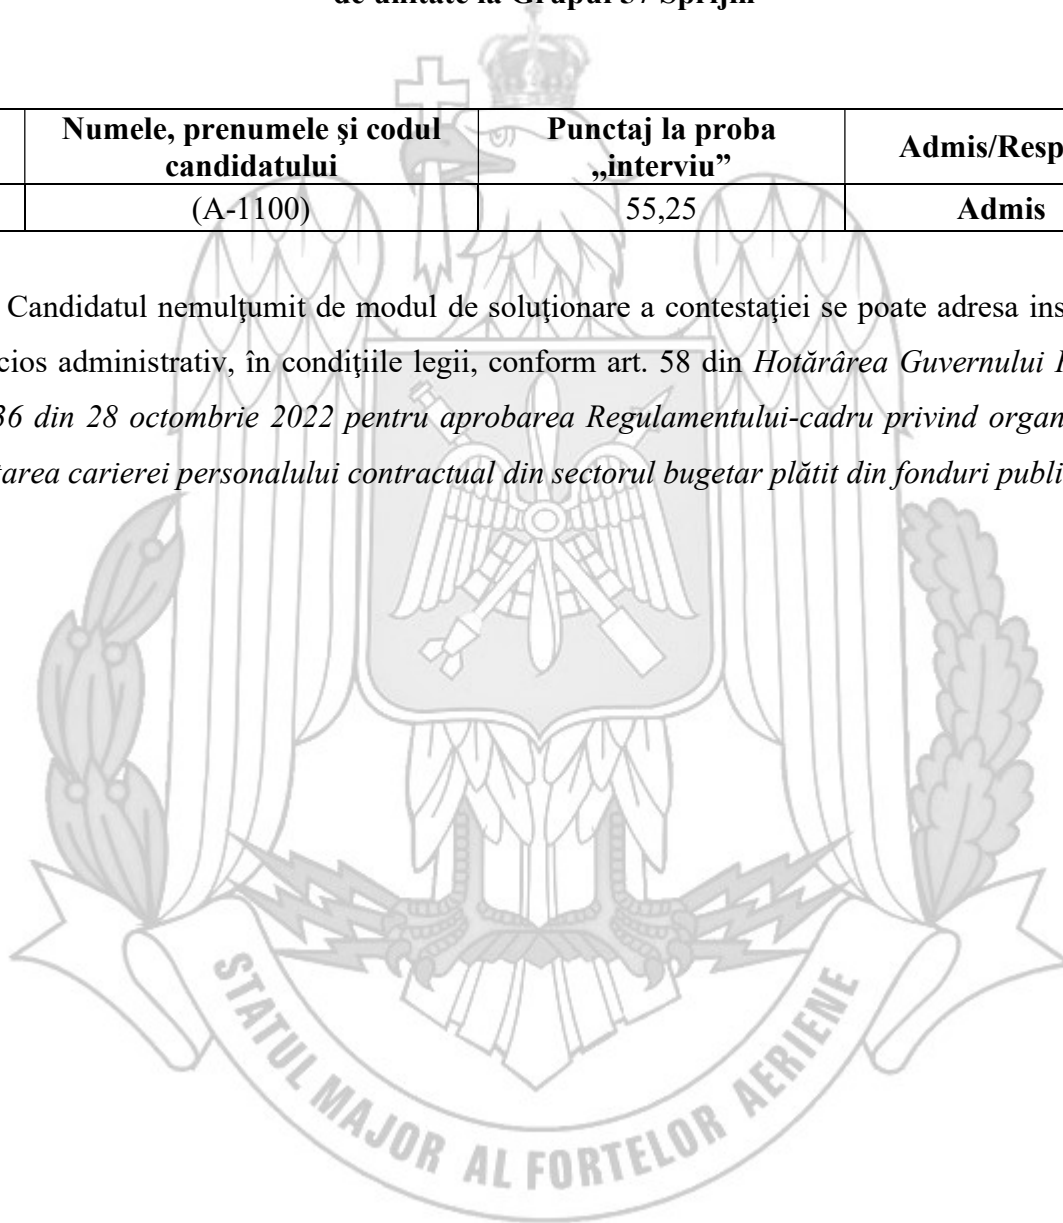 de unitate la Grupul 57 Sprijin
Numele, prenumele şi codul candidatului
Punctaj la proba „interviu”
Admis/Resp
(A-1100)
55,25
Admis
Candidatul nemulţumit de modul de soluţionare a contestaţiei se poate adresa ins
cios administrativ, în condiţiile legii, conform art. 58 din Hotărârea Guvernului
36 din 28 octombrie 2022 pentru aprobarea Regulamentului-cadru privind organ
tarea carierei personalului contractual din sectorul bugetar plătit din fonduri publi
STATUL MAJOR AL FORTELOR AERIENE